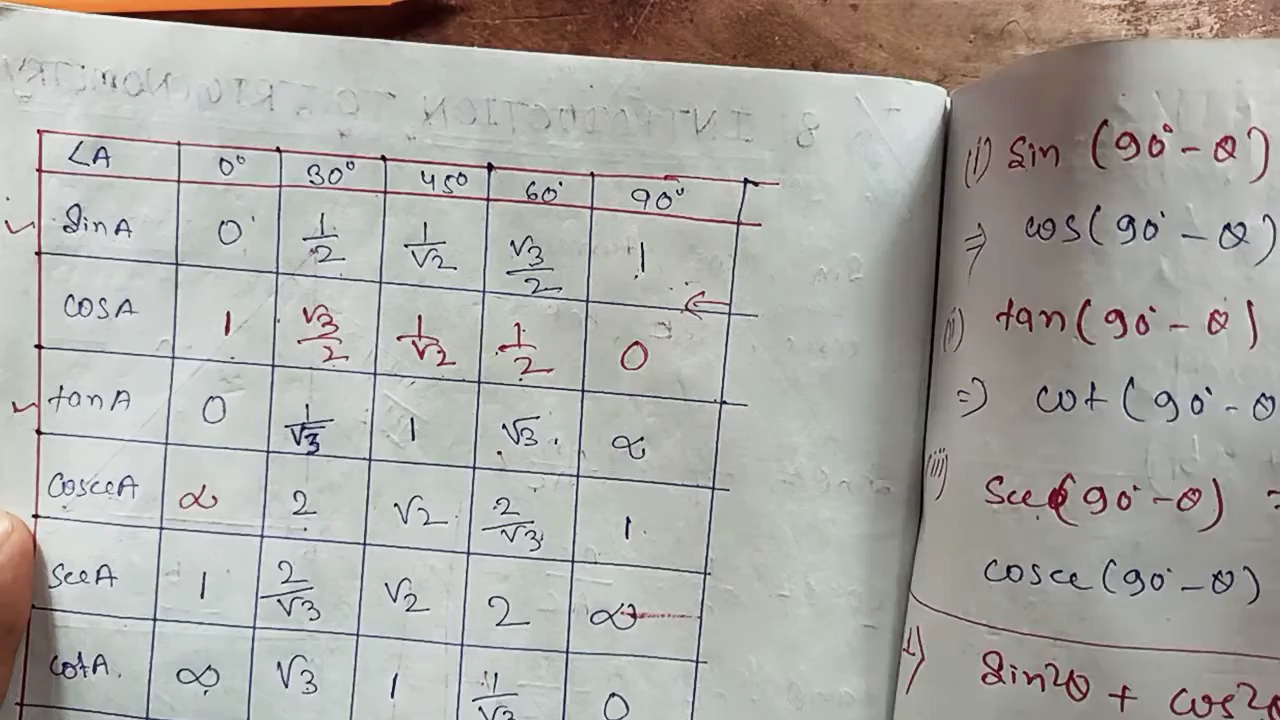 8 INTRODUCTION TO TRIGNOMETRY
∠A 0° 30° 45° 60° 90°
SinA 0 1/2 1/√2 √3/2 1
COSA 1 √3/2 1/√2 1/2 0
tanA 0 1/√3 1 √3 ∞
CosecA ∞ 2 √2 2/√3 1
SecA 1 2/√3 √2 2 ∞
CotA ∞ √3 1 1/√3 0
(i) Sin (90° - θ)
⇒ cos(90° - θ)
(ii) tan(90° - θ)
⇒ cot(90° - θ
(iii) Sec(90° - θ) =
cosec(90° - θ)
1) Sin²θ + cos²θ